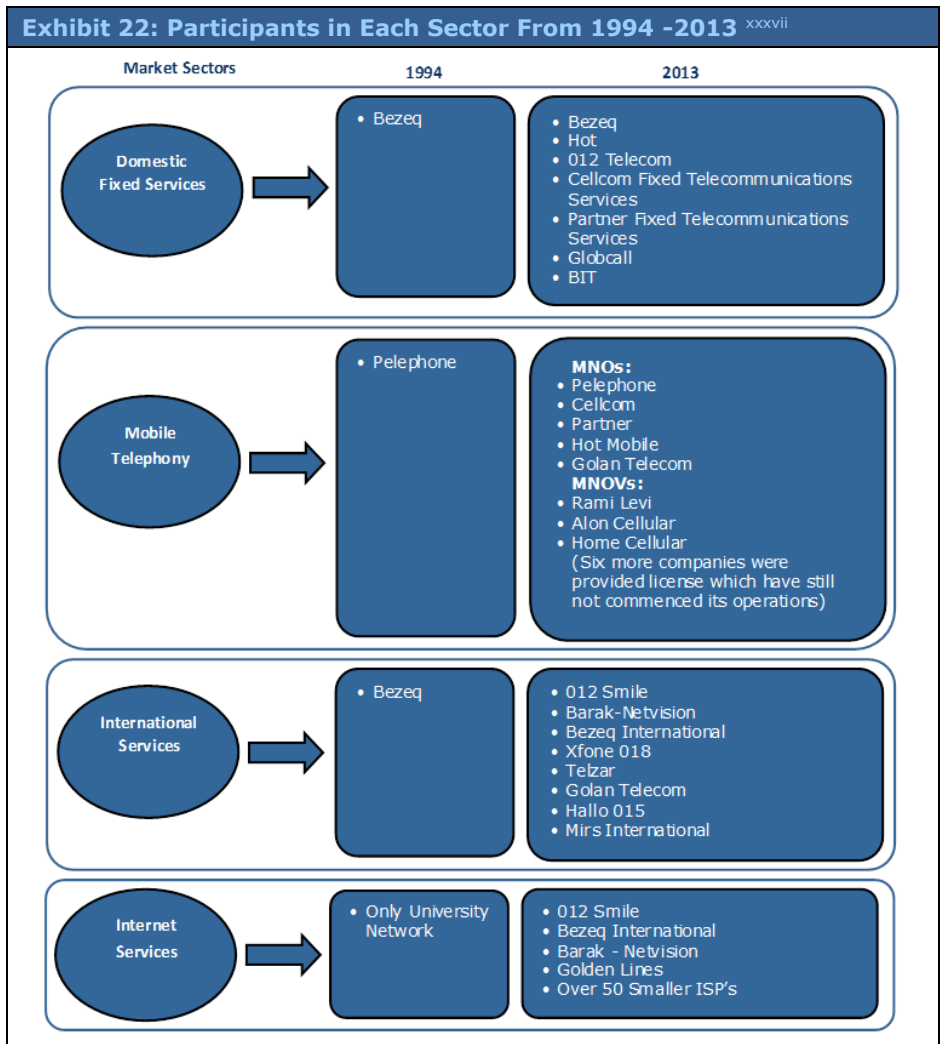 Exhibit 22: Participants in Each Sector From 1994 -2013 xxxvii
Market Sectors
1994
2013
Domestic
Fixed Services
• Bezeq
• Bezeq
• Hot
• 012 Telecom
• Cellcom Fixed Telecommunications
Services
• Partner Fixed Telecommunications
Services
• Globcall
• BIT
Mobile
Telephony
• Pelephone
MNOs:
• Pelephone
• Cellcom
• Partner
• Hot Mobile
• Golan Telecom
MNOVs:
• Rami Levi
• Alon Cellular
• Home Cellular
(Six more companies were
provided license which have still
not commenced its operations)
International
Services
• Bezeq
• 012 Smile
• Barak-Netvision
• Bezeq International
• Xfone 018
• Telzar
• Golan Telecom
• Hallo 015
• Mirs International
Internet
Services
• Only University
Network
• 012 Smile
• Bezeq International
• Barak - Netvision
• Golden Lines
• Over 50 Smaller ISP's